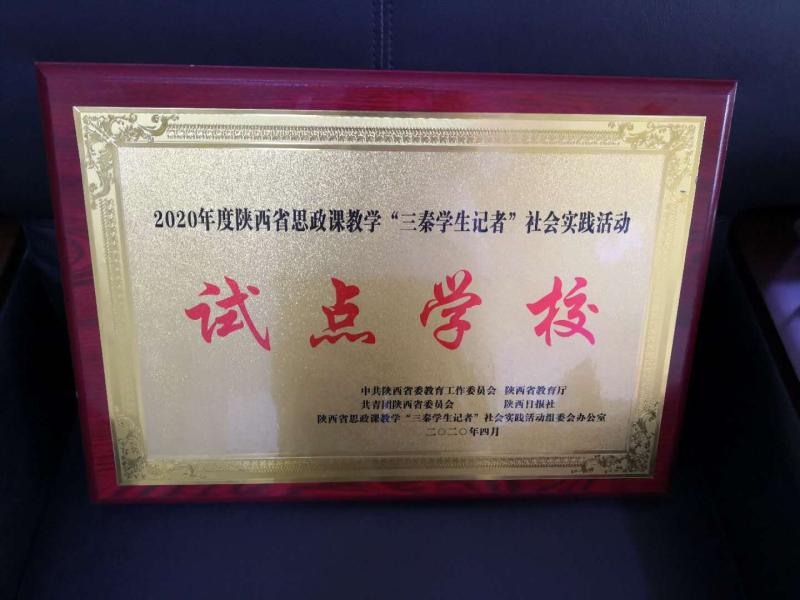 2020年度陕西省思政课教学“三秦学生记者”社会实践活动
试点学校
中共陕西省委教育工作委员会 陕西省教育厅
共青团陕西省委员会 陕西日报社
陕西省思政课教学“三秦学生记者”社会实践活动组委会办公室
二〇二〇年四月